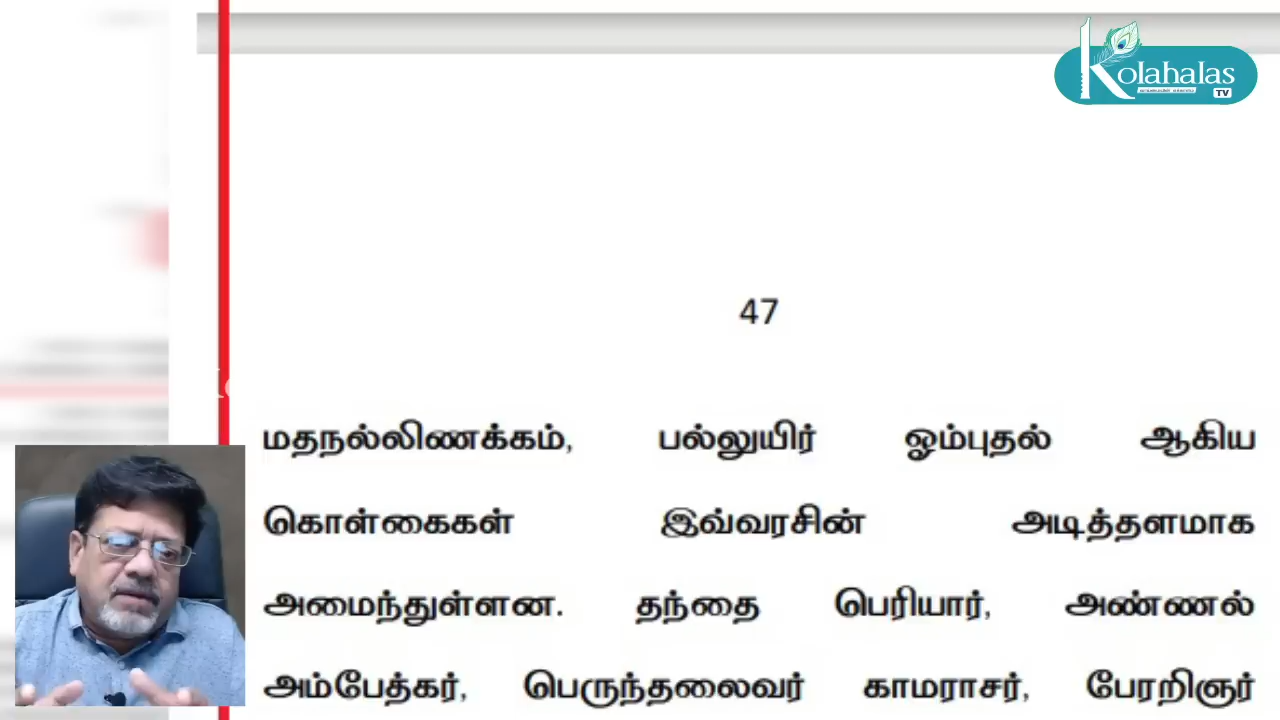 Kolahalas
TV
47
மதநல்லிணக்கம், பல்லுயிர் ஓம்புதல் ஆகிய
கொள்கைகள் இவ்வரசின் அடித்தளமாக
அமைந்துள்ளன. தந்தை பெரியார், அண்ணல்
அம்பேத்கர், பெருந்தலைவர் காமராசர், பேரறிஞர்